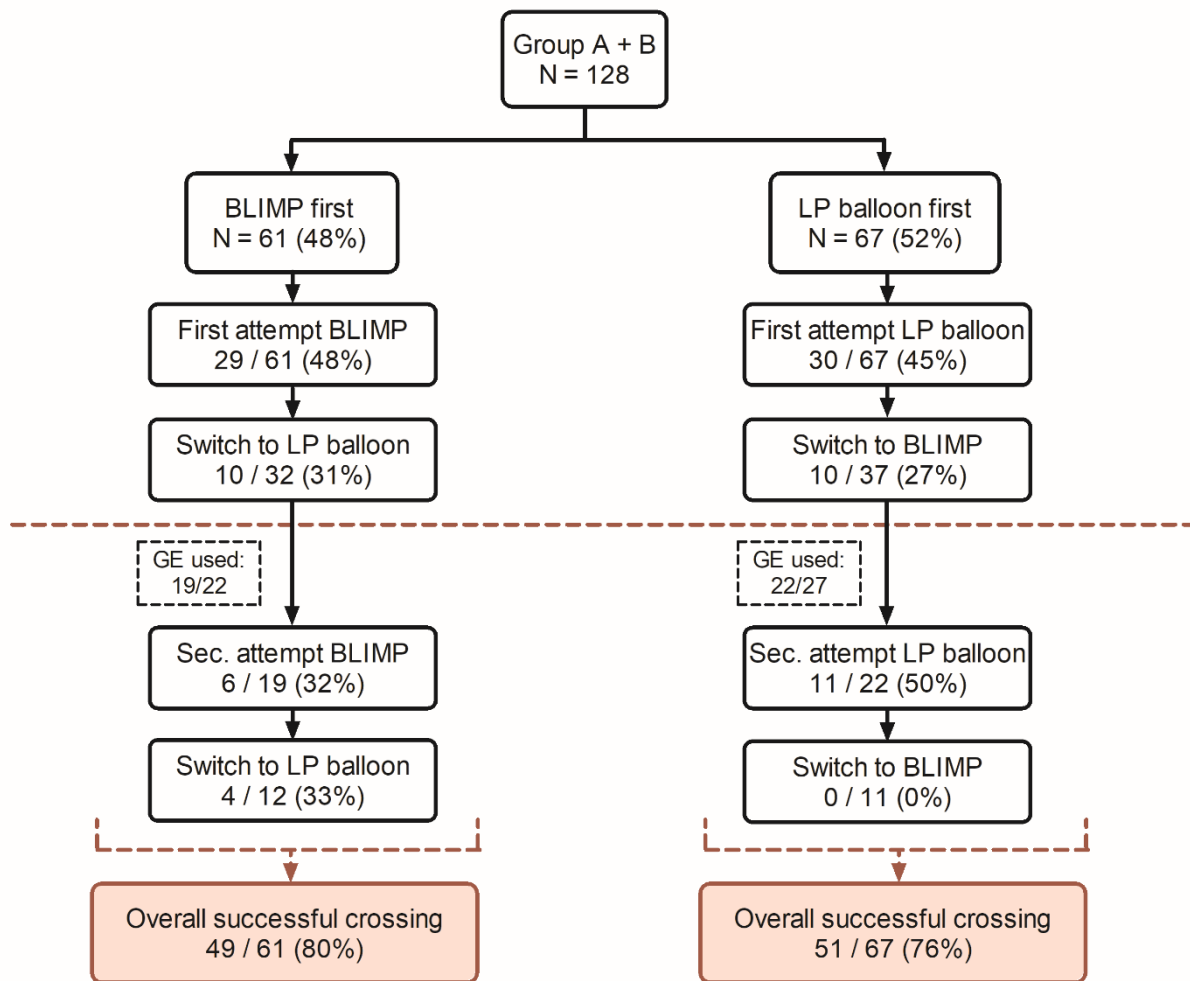 Group A + B
N = 128
BLIMP first
N = 61 (48%)
LP balloon first
N = 67 (52%)
First attempt BLIMP
29 / 61 (48%)
First attempt LP balloon
30 / 67 (45%)
Switch to LP balloon
10 / 32 (31%)
Switch to BLIMP
10 / 37 (27%)
GE used:
19/22
GE used:
22/27
Sec. attempt BLIMP
6 / 19 (32%)
Sec. attempt LP balloon
11 / 22 (50%)
Switch to LP balloon
4 / 12 (33%)
Switch to BLIMP
0 / 11 (0%)
Overall successful crossing
49 / 61 (80%)
Overall successful crossing
51 / 67 (76%)